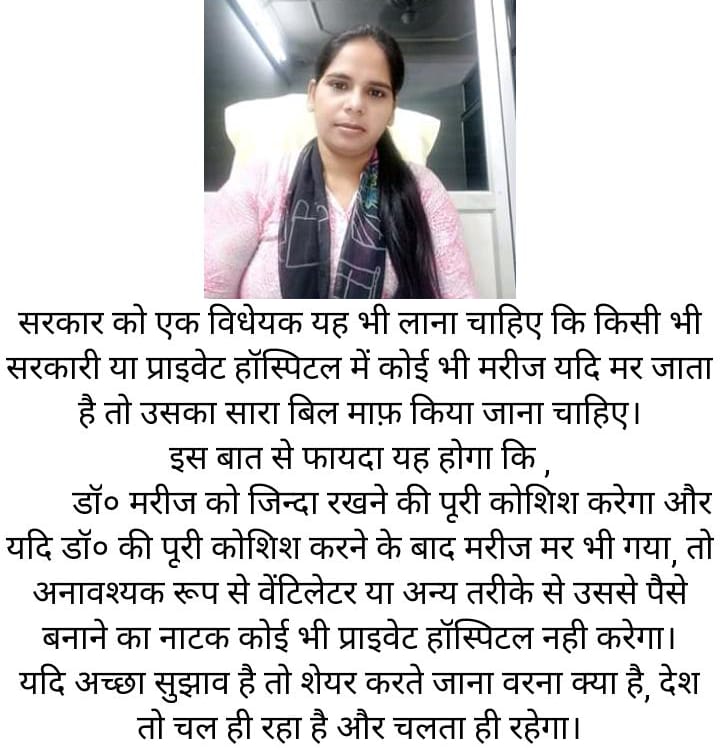 सरकार को एक विधेयक यह भी लाना चाहिए कि किसी भी
सरकारी या प्राइवेट हॉस्पिटल में कोई भी मरीज यदि मर जाता
है तो उसका सारा बिल माफ़ किया जाना चाहिए।
इस बात से फायदा यह होगा कि ,
डॉ० मरीज को जिन्दा रखने की पूरी कोशिश करेगा और
यदि डॉ० की पूरी कोशिश करने के बाद मरीज मर भी गया, तो
अनावश्यक रूप से वेंटिलेटर या अन्य तरीके से उससे पैसे
बनाने का नाटक कोई भी प्राइवेट हॉस्पिटल नही करेगा।
यदि अच्छा सुझाव है तो शेयर करते जाना वरना क्या है, देश
तो चल ही रहा है और चलता ही रहेगा।